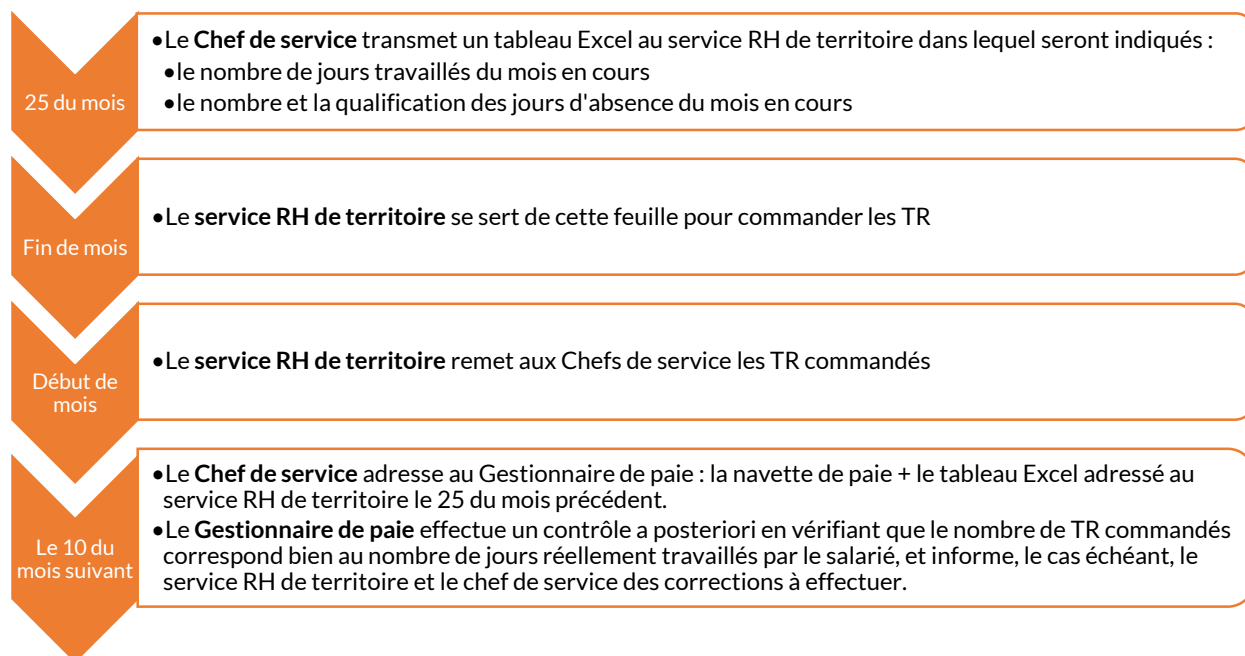 25 du mois
•Le Chef de service transmet un tableau Excel au service RH de territoire dans lequel seront indiqués :
•le nombre de jours travaillés du mois en cours
•le nombre et la qualification des jours d'absence du mois en cours
Fin de mois
•Le service RH de territoire se sert de cette feuille pour commander les TR
Début de
mois
•Le service RH de territoire remet aux Chefs de service les TR commandés
Le 10 du
mois suivant
•Le Chef de service adresse au Gestionnaire de paie : la navette de paie + le tableau Excel adressé au
service RH de territoire le 25 du mois précédent.
•Le Gestionnaire de paie effectue un contrôle a posteriori en vérifiant que le nombre de TR commandés
correspond bien au nombre de jours réellement travaillés par le salarié, et informe, le cas échéant, le
service RH de territoire et le chef de service des corrections à effectuer.